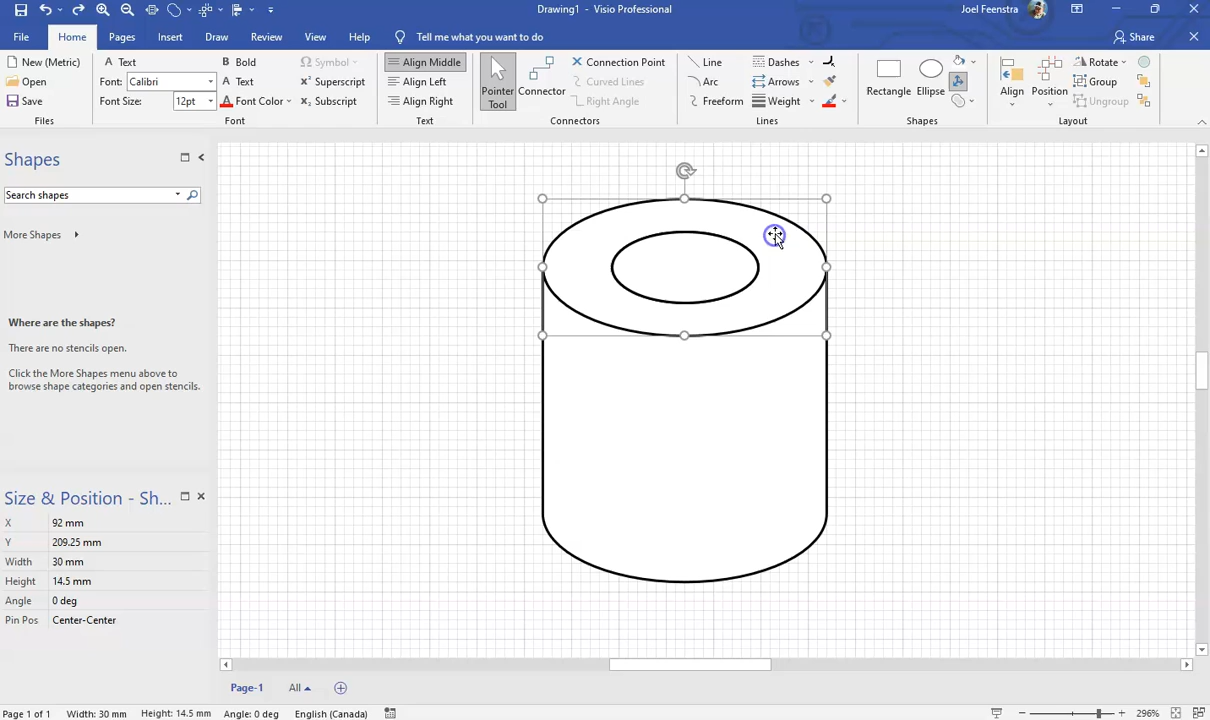 Drawing1 - Visio Professional
Joel Feenstra
File Home Pages Insert Draw Review View Help Tell me what you want to do Share
New (Metric)
Open
Save
Files
A Text
Font: Calibri
Font Size: 12pt
B Bold
A Text
A Font Color
Ω Symbol
x² Superscript
x₂ Subscript
Font
Align Middle
Align Left
Align Right
Text
Pointer Tool
Connector
Connection Point
Curved Lines
Right Angle
Connectors
Line
Arc
Freeform
Dashes
Arrows
Weight
Lines
Rectangle
Ellipse
Shapes
Align
Position
Rotate
Group
Ungroup
Layout
Shapes
Search shapes
More Shapes
Where are the shapes?
There are no stencils open.
Click the More Shapes menu above to
browse shape categories and open stencils.
Size & Position - Sh...
X 92 mm
Y 209.25 mm
Width 30 mm
Height 14.5 mm
Angle 0 deg
Pin Pos Center-Center
Page-1 All
Page 1 of 1 Width: 30 mm Height: 14.5 mm Angle: 0 deg English (Canada) 296%